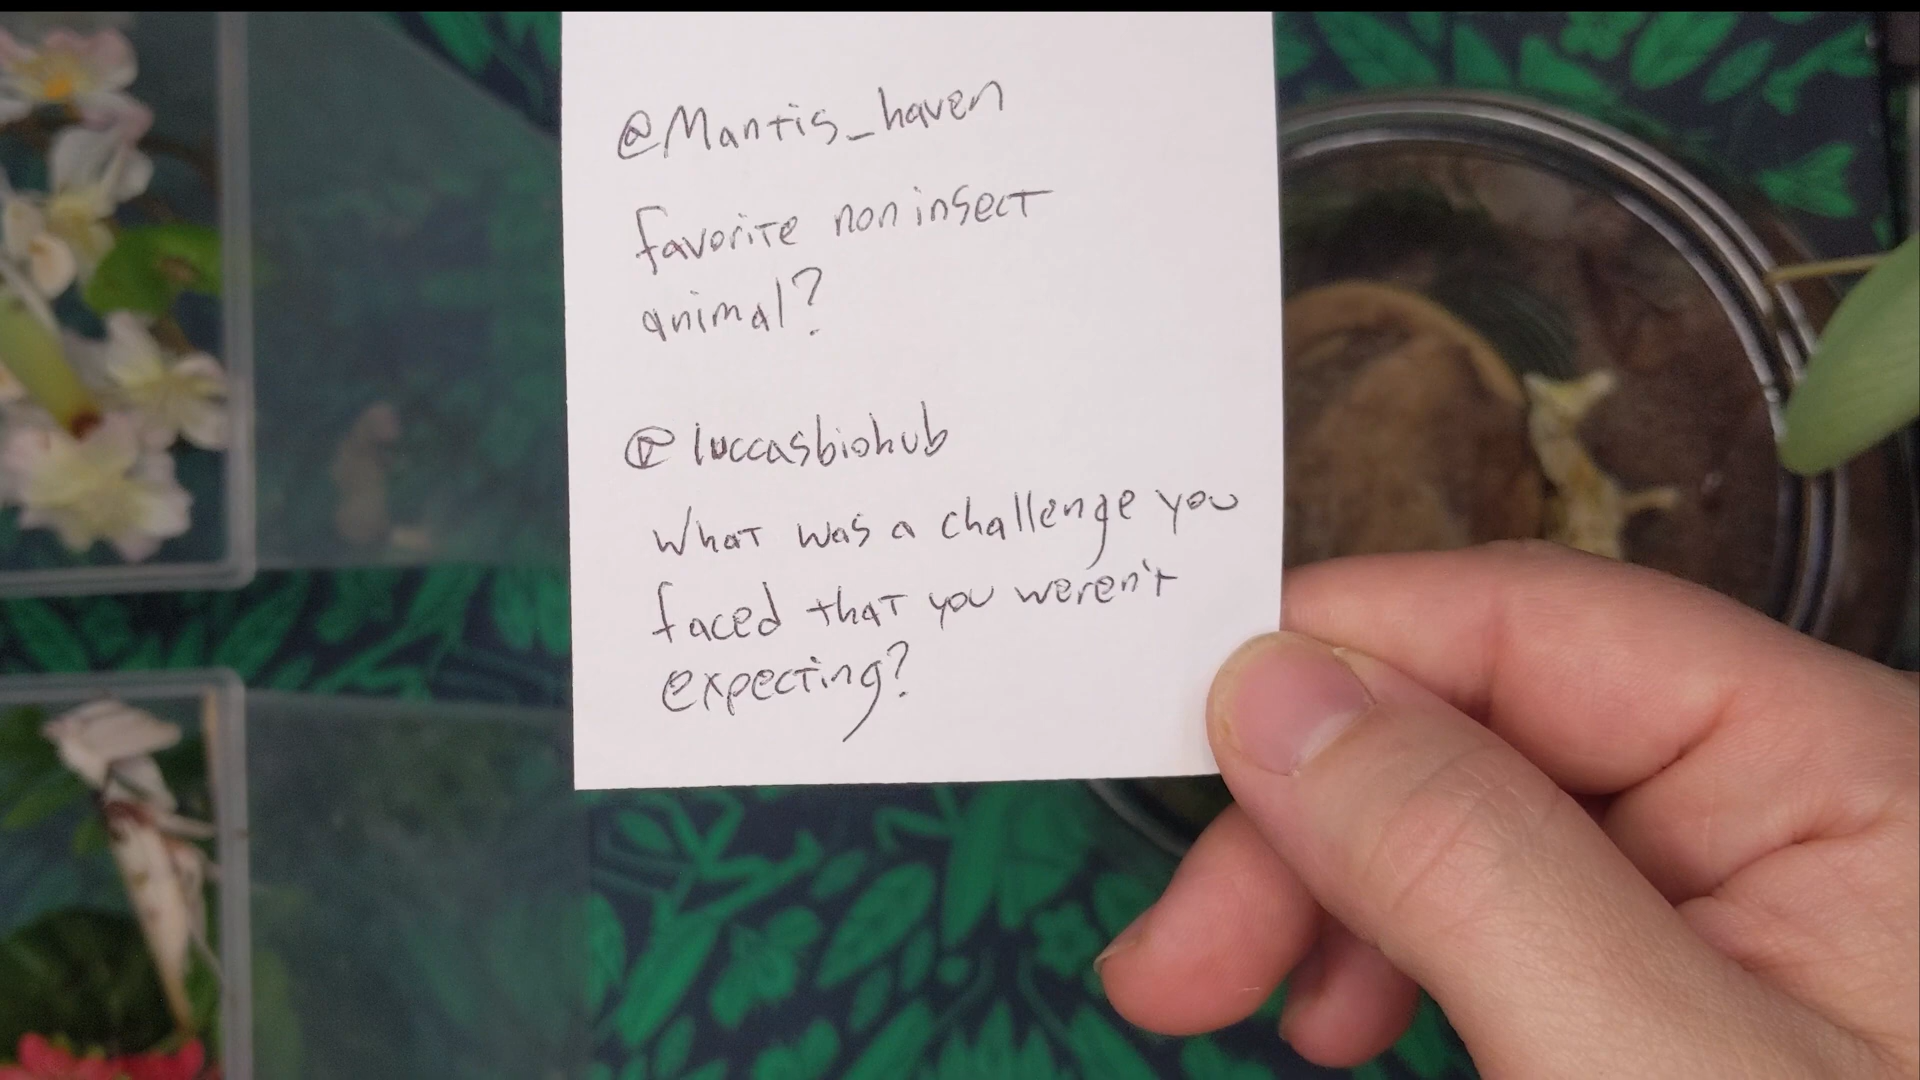 @Mantis_haven
favorite non insect
animal?
@luccasbiohub
What was a challenge you
faced that you weren't
expecting?